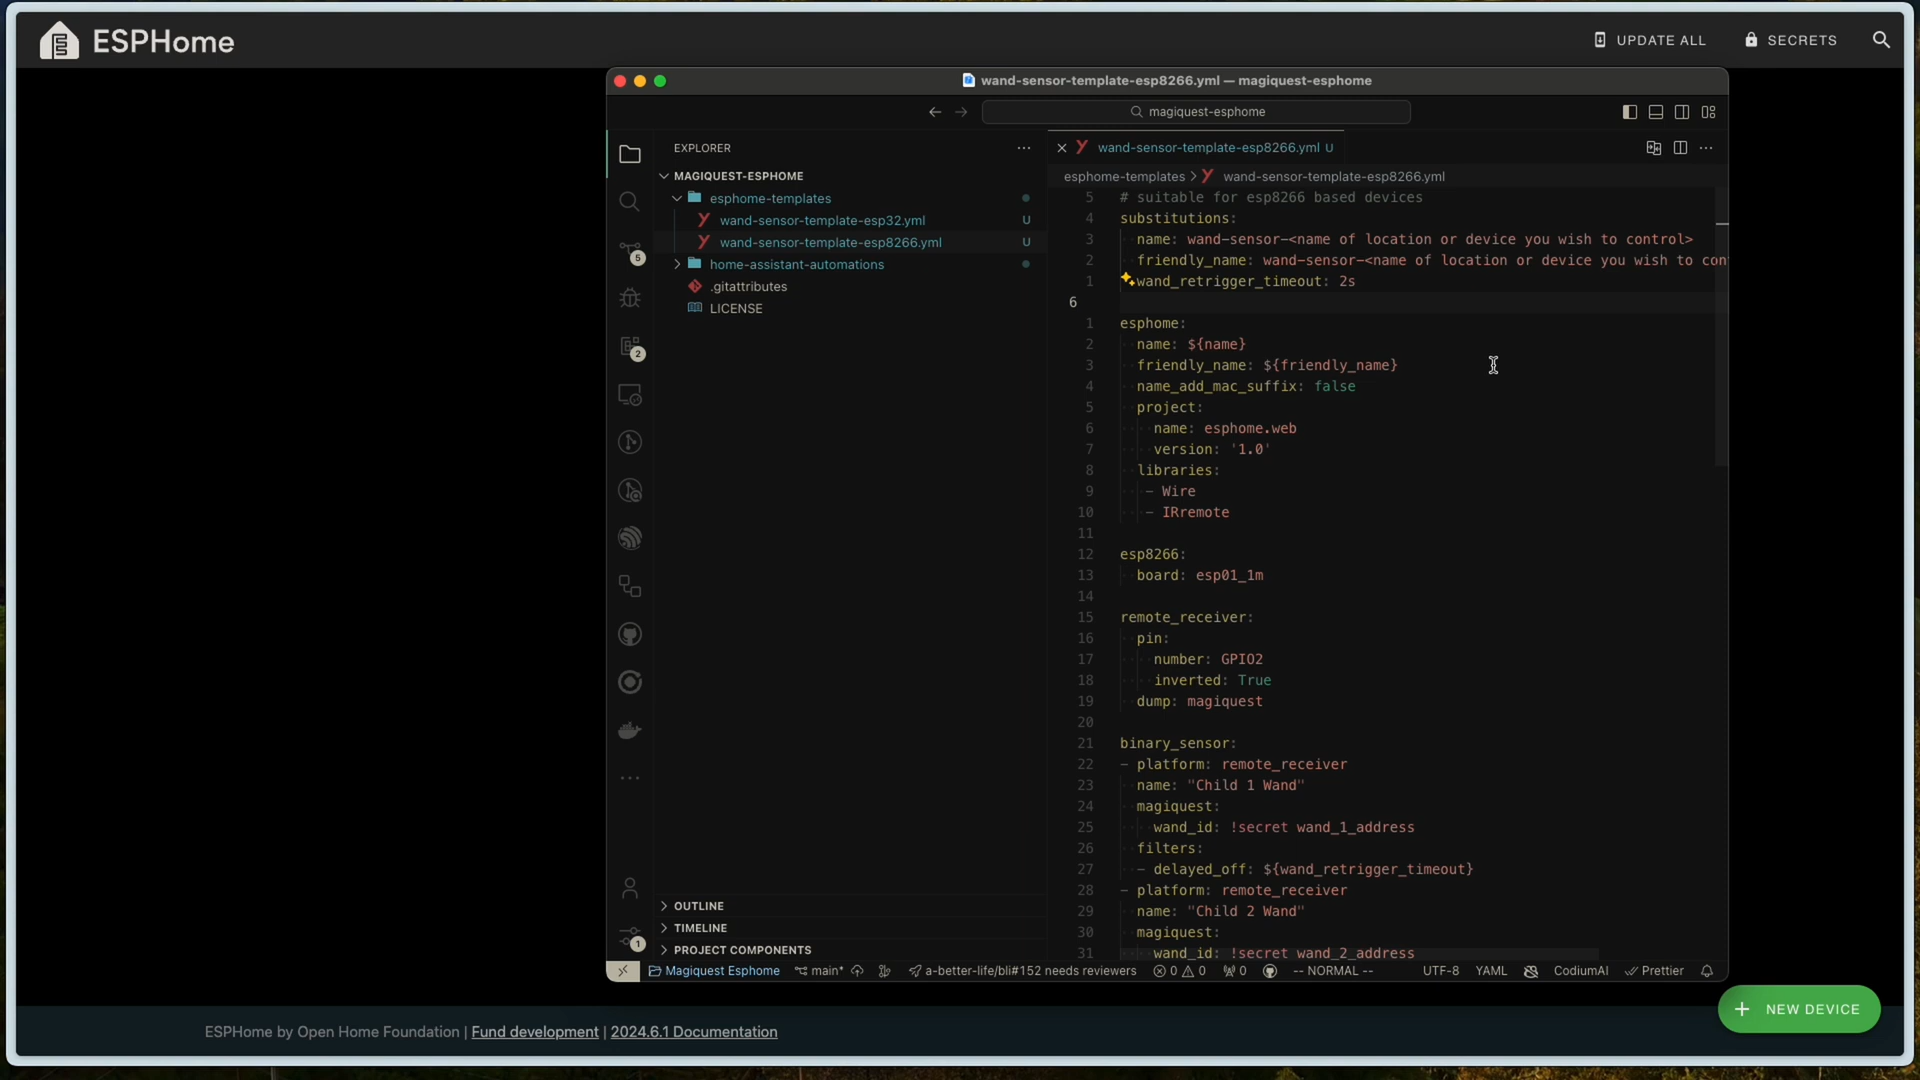 ESPHome
UPDATE ALL
SECRETS
wand-sensor-template-esp8266.yml — magiquest-esphome
magiquest-esphome
EXPLORER
MAGIQUEST-ESPHOME
esphome-templates
wand-sensor-template-esp32.yml U
wand-sensor-template-esp8266.yml U
home-assistant-automations
.gitattributes
LICENSE
5
2
OUTLINE
TIMELINE
PROJECT COMPONENTS
1
wand-sensor-template-esp8266.yml U
esphome-templates > wand-sensor-template-esp8266.yml
5 # suitable for esp8266 based devices
4 substitutions:
3 name: wand-sensor-<name of location or device you wish to control>
2 friendly_name: wand-sensor-<name of location or device you wish to con
1 wand_retrigger_timeout: 2s
6
1 esphome:
2 name: ${name}
3 friendly_name: ${friendly_name}
4 name_add_mac_suffix: false
5 project:
6 name: esphome.web
7 version: '1.0'
8 libraries:
9 - Wire
10 - IRremote
11
12 esp8266:
13 board: esp01_1m
14
15 remote_receiver:
16 pin:
17 number: GPIO2
18 inverted: True
19 dump: magiquest
20
21 binary_sensor:
22 - platform: remote_receiver
23 name: "Child 1 Wand"
24 magiquest:
25 wand_id: !secret wand_1_address
26 filters:
27 - delayed_off: ${wand_retrigger_timeout}
28 - platform: remote_receiver
29 name: "Child 2 Wand"
30 magiquest:
31 wand_id: !secret wand_2_address
Magiquest Esphome main* a-better-life/bli#152 needs reviewers 0 0 0 -- NORMAL -- UTF-8 YAML CodiumAI Prettier
+ NEW DEVICE
ESPHome by Open Home Foundation | Fund development | 2024.6.1 Documentation